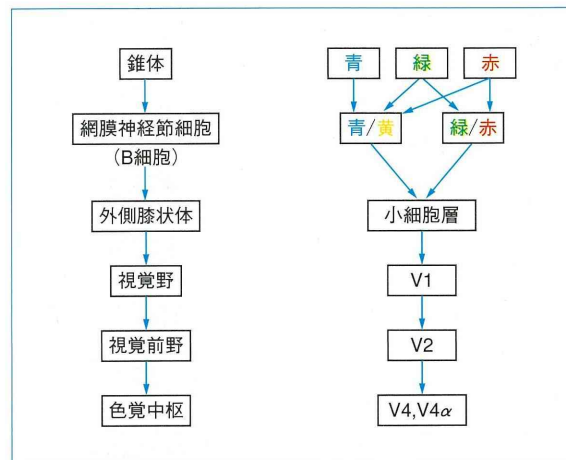 錐体
青
緑
赤
網膜神経節細胞
(B細胞)
青/黄
緑/赤
外側膝状体
小細胞層
視覚野
V1
視覚前野
V2
色覚中枢
V4,V4α